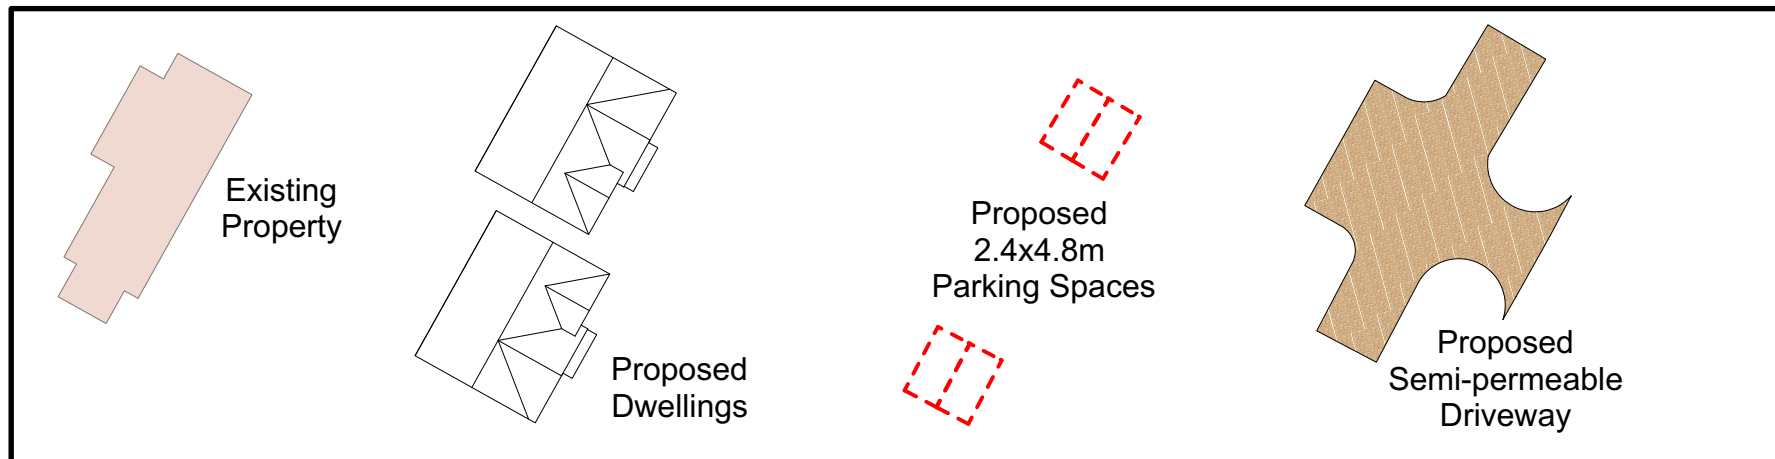 Existing
Property
Proposed
Dwellings
Proposed
2.4x4.8m
Parking Spaces
Proposed
Semi-permeable
Driveway